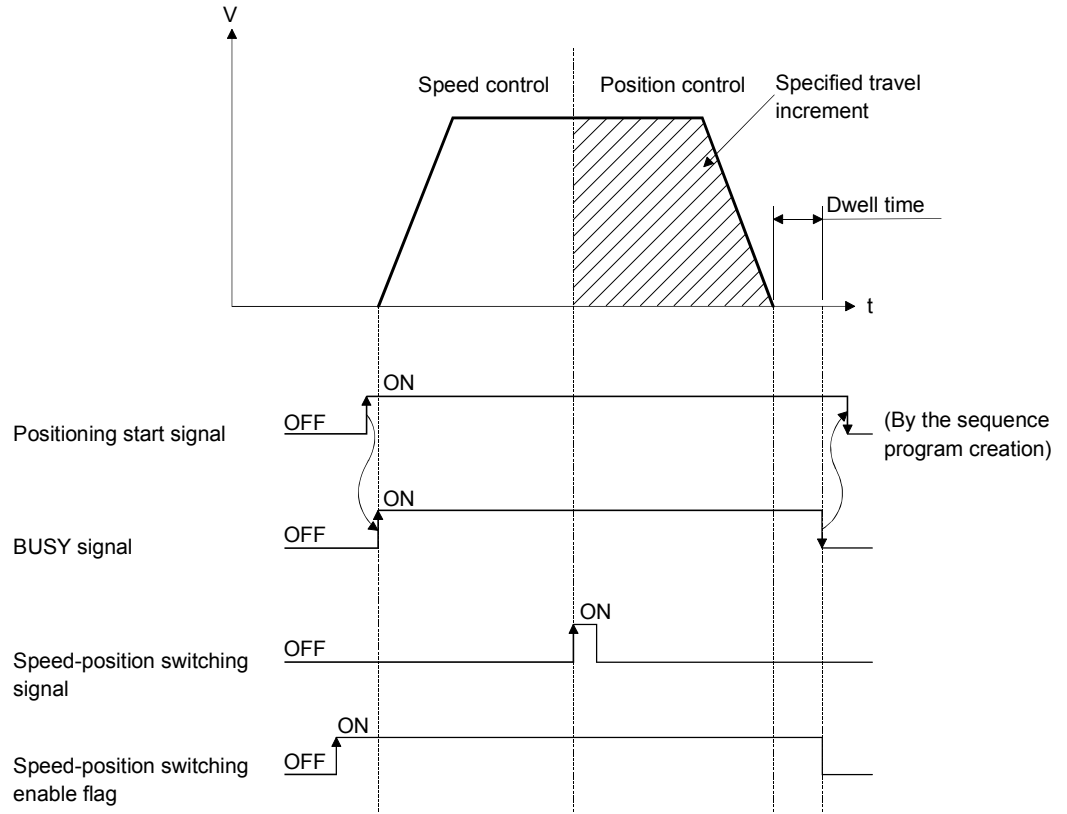 V
Speed control
Position control
Specified travel
increment
Dwell time
t
ON
OFF
Positioning start signal
(By the sequence
program creation)
ON
OFF
BUSY signal
ON
OFF
Speed-position switching
signal
ON
OFF
Speed-position switching
enable flag